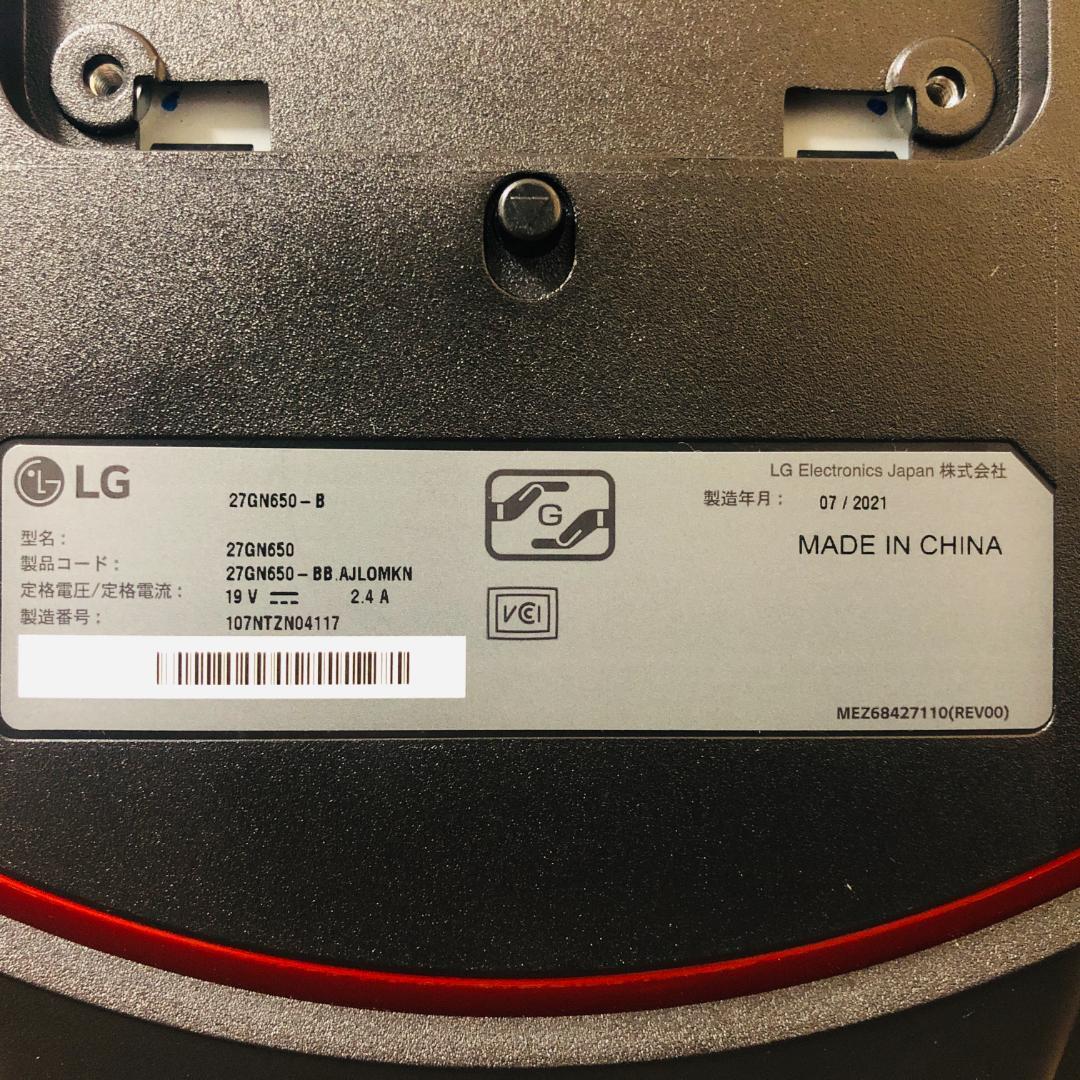 LG
27GN650-B
型名:
27GN650
製品コード:
27GN650-BB.AJLOMKN
定格電圧/定格電流:
19 V 2.4 A
製造番号:
107NTZN04117
G
VCCI
LG Electronics Japan 株式会社
製造年月: 07 / 2021
MADE IN CHINA
MEZ68427110(REV00)